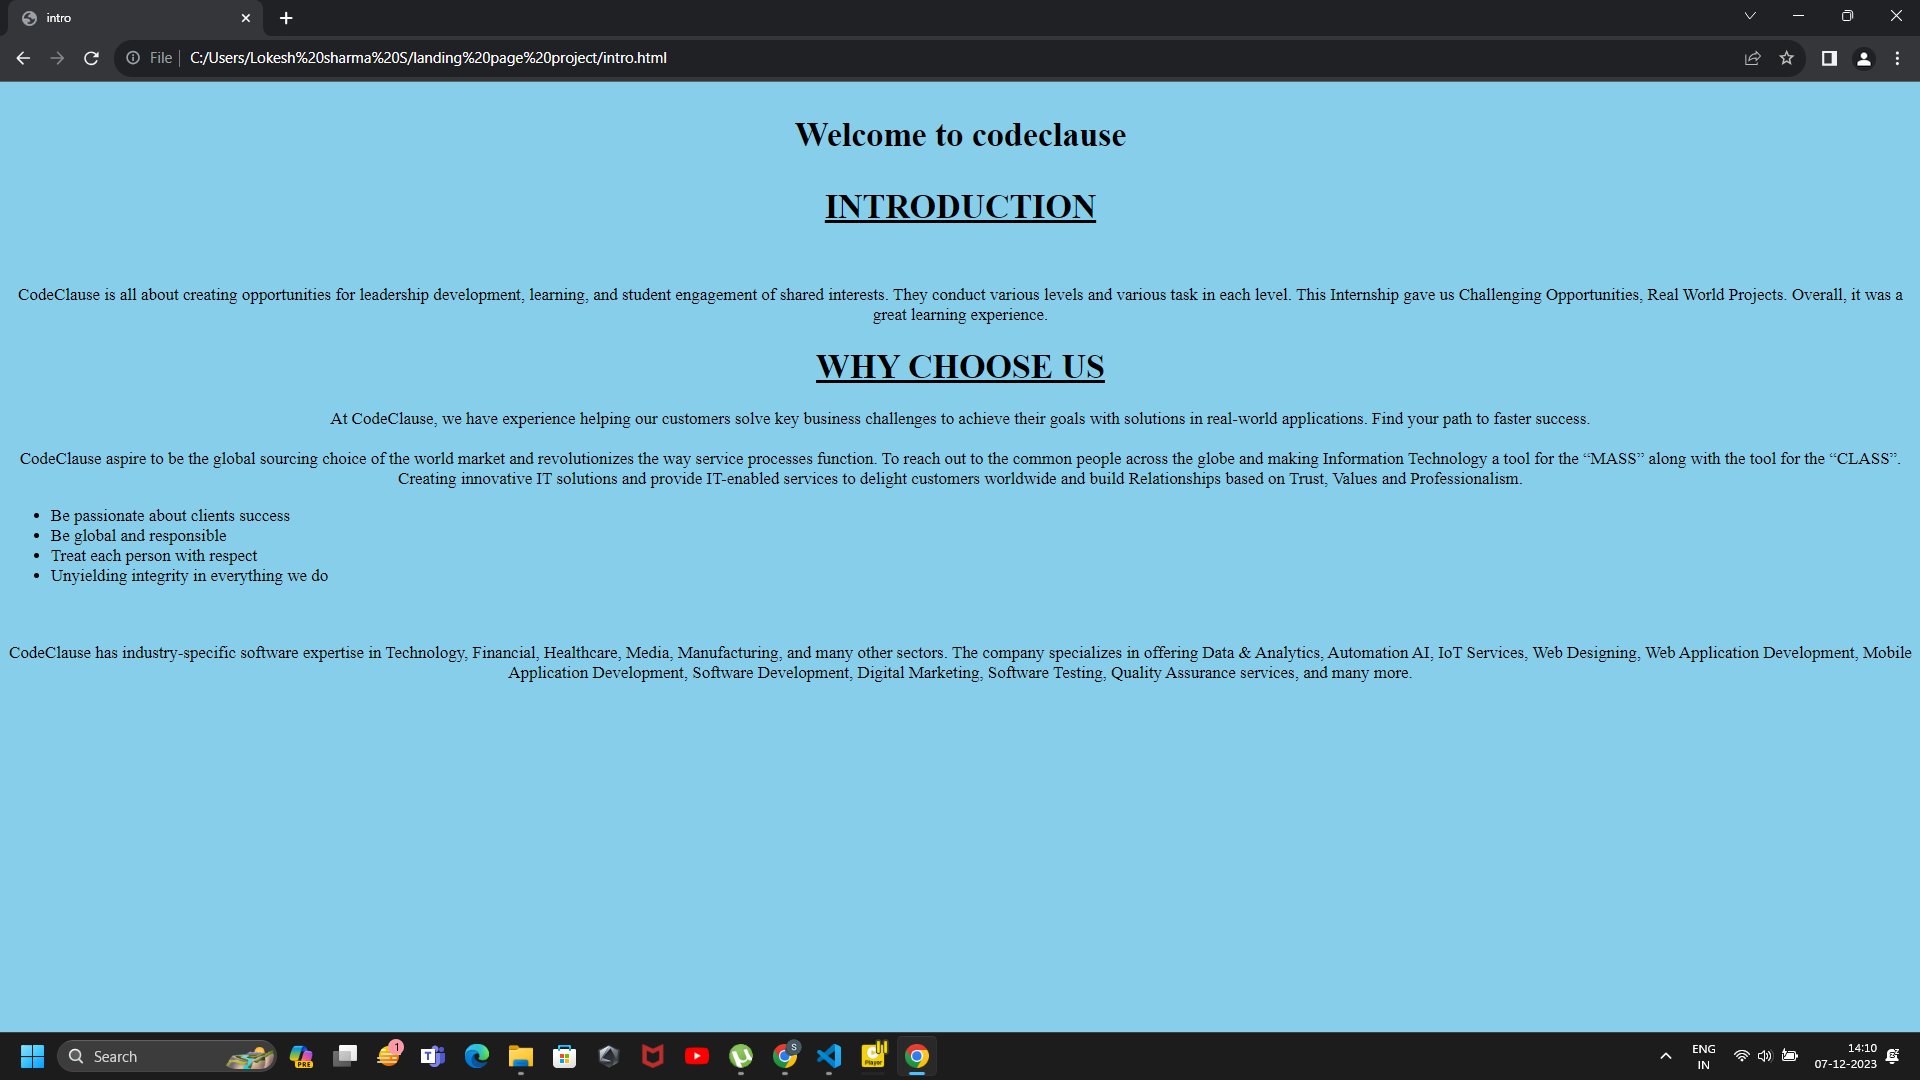 intro
File
C:/Users/Lokesh%20sharma%20S/landing%20page%20project/intro.html
Welcome to codeclause
INTRODUCTION
CodeClause is all about creating opportunities for leadership development, learning, and student engagement of shared interests. They conduct various levels and various task in each level. This Internship gave us Challenging Opportunities, Real World Projects. Overall, it was a
great learning experience.
WHY CHOOSE US
At CodeClause, we have experience helping our customers solve key business challenges to achieve their goals with solutions in real-world applications. Find your path to faster success.
CodeClause aspire to be the global sourcing choice of the world market and revolutionizes the way service processes function. To reach out to the common people across the globe and making Information Technology a tool for the “MASS” along with the tool for the “CLASS”.
Creating innovative IT solutions and provide IT-enabled services to delight customers worldwide and build Relationships based on Trust, Values and Professionalism.
• Be passionate about clients success
• Be global and responsible
• Treat each person with respect
• Unyielding integrity in everything we do
CodeClause has industry-specific software expertise in Technology, Financial, Healthcare, Media, Manufacturing, and many other sectors. The company specializes in offering Data & Analytics, Automation AI, IoT Services, Web Designing, Web Application Development, Mobile
Application Development, Software Development, Digital Marketing, Software Testing, Quality Assurance services, and many more.
Search
PRE
1
S
Player
ENG
IN
14:10
07-12-2023